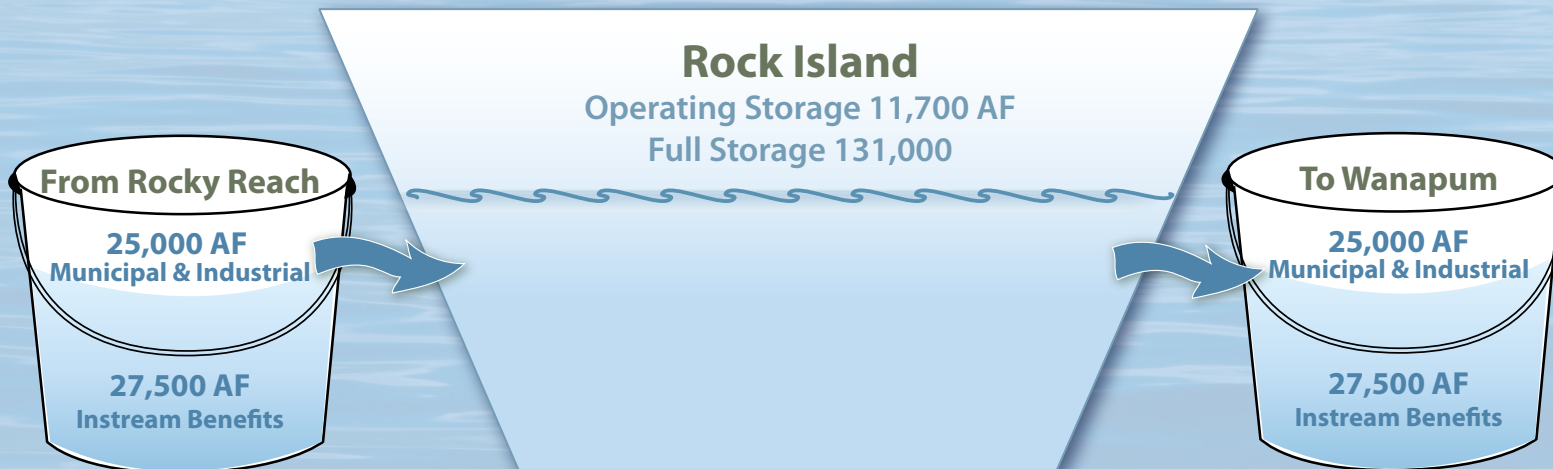 Rock Island
Operating Storage 11,700 AF
Full Storage 131,000
From Rocky Reach
25,000 AF
Municipal & Industrial
27,500 AF
Instream Benefits
To Wanapum
25,000 AF
Municipal & Industrial
27,500 AF
Instream Benefits